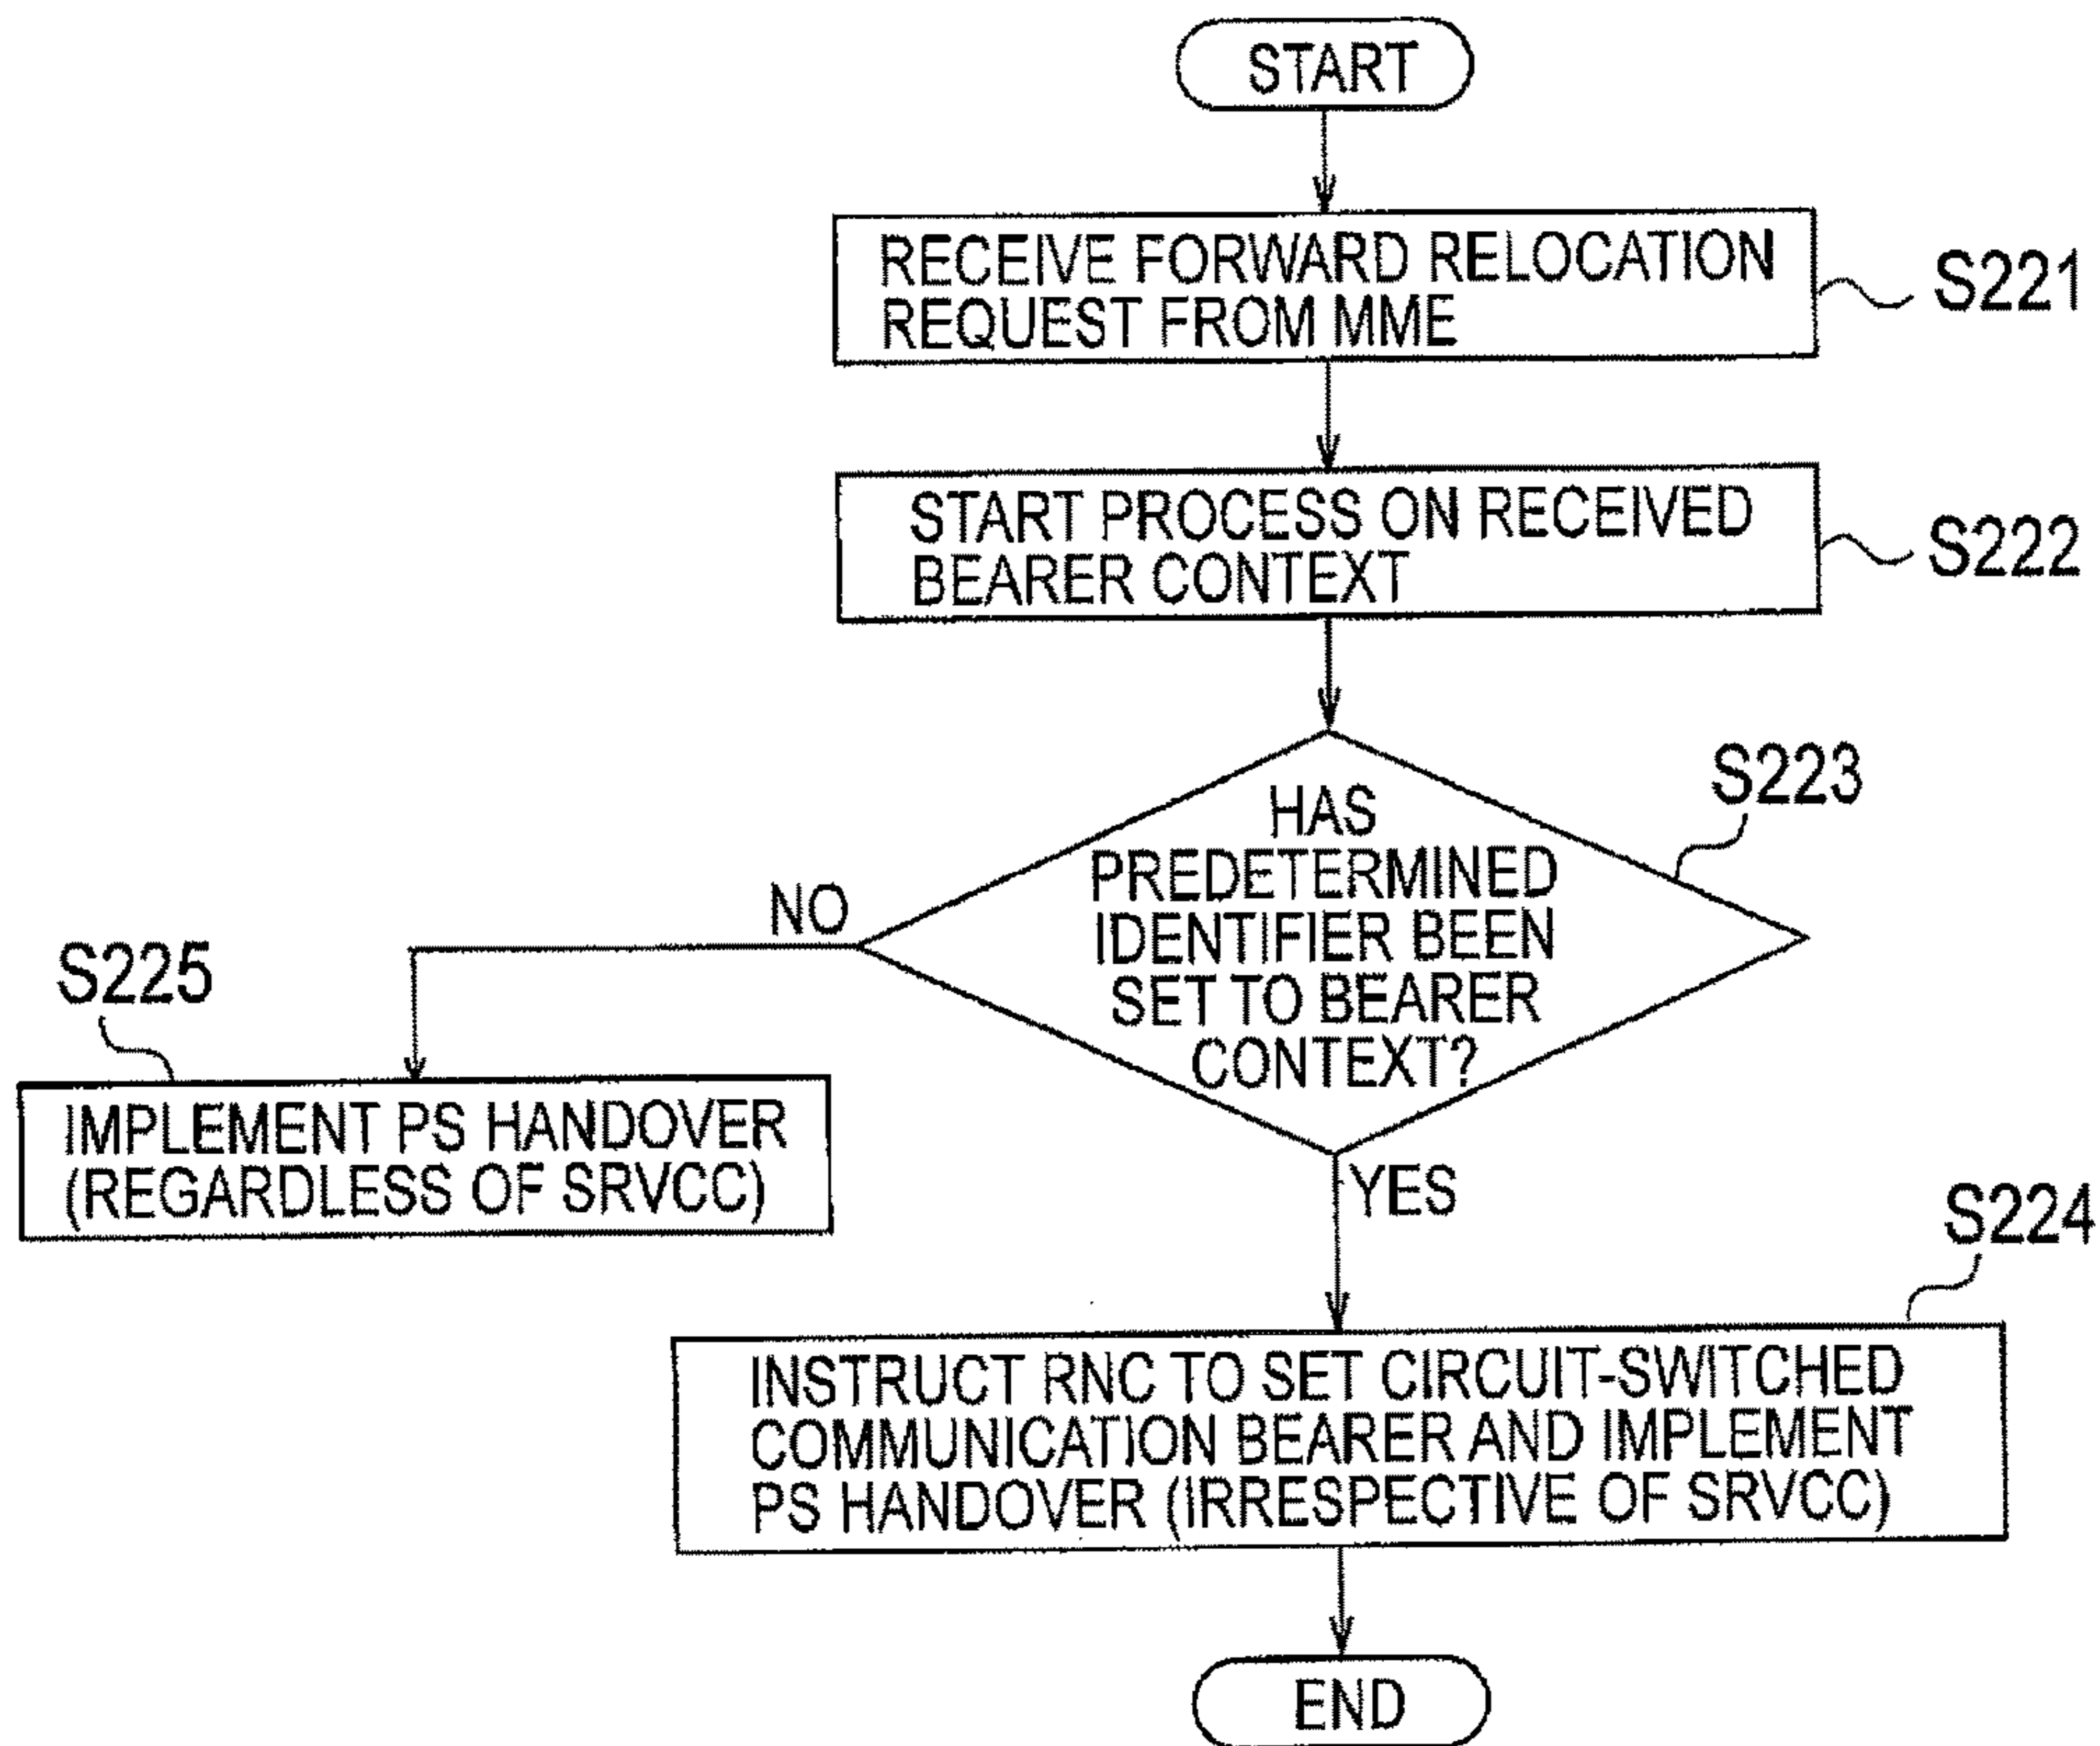 START
RECEIVE FORWARD RELOCATION
REQUEST FROM MME
S221
START PROCESS ON RECEIVED
BEARER CONTEXT
S222
HAS
PREDETERMINED
IDENTIFIER BEEN
SET TO BEARER
CONTEXT?
S223
NO
S225
IMPLEMENT PS HANDOVER
(REGARDLESS OF SRVCC)
YES
S224
INSTRUCT RNC TO SET CIRCUIT-SWITCHED
COMMUNICATION BEARER AND IMPLEMENT
PS HANDOVER (IRRESPECTIVE OF SRVCC)
END